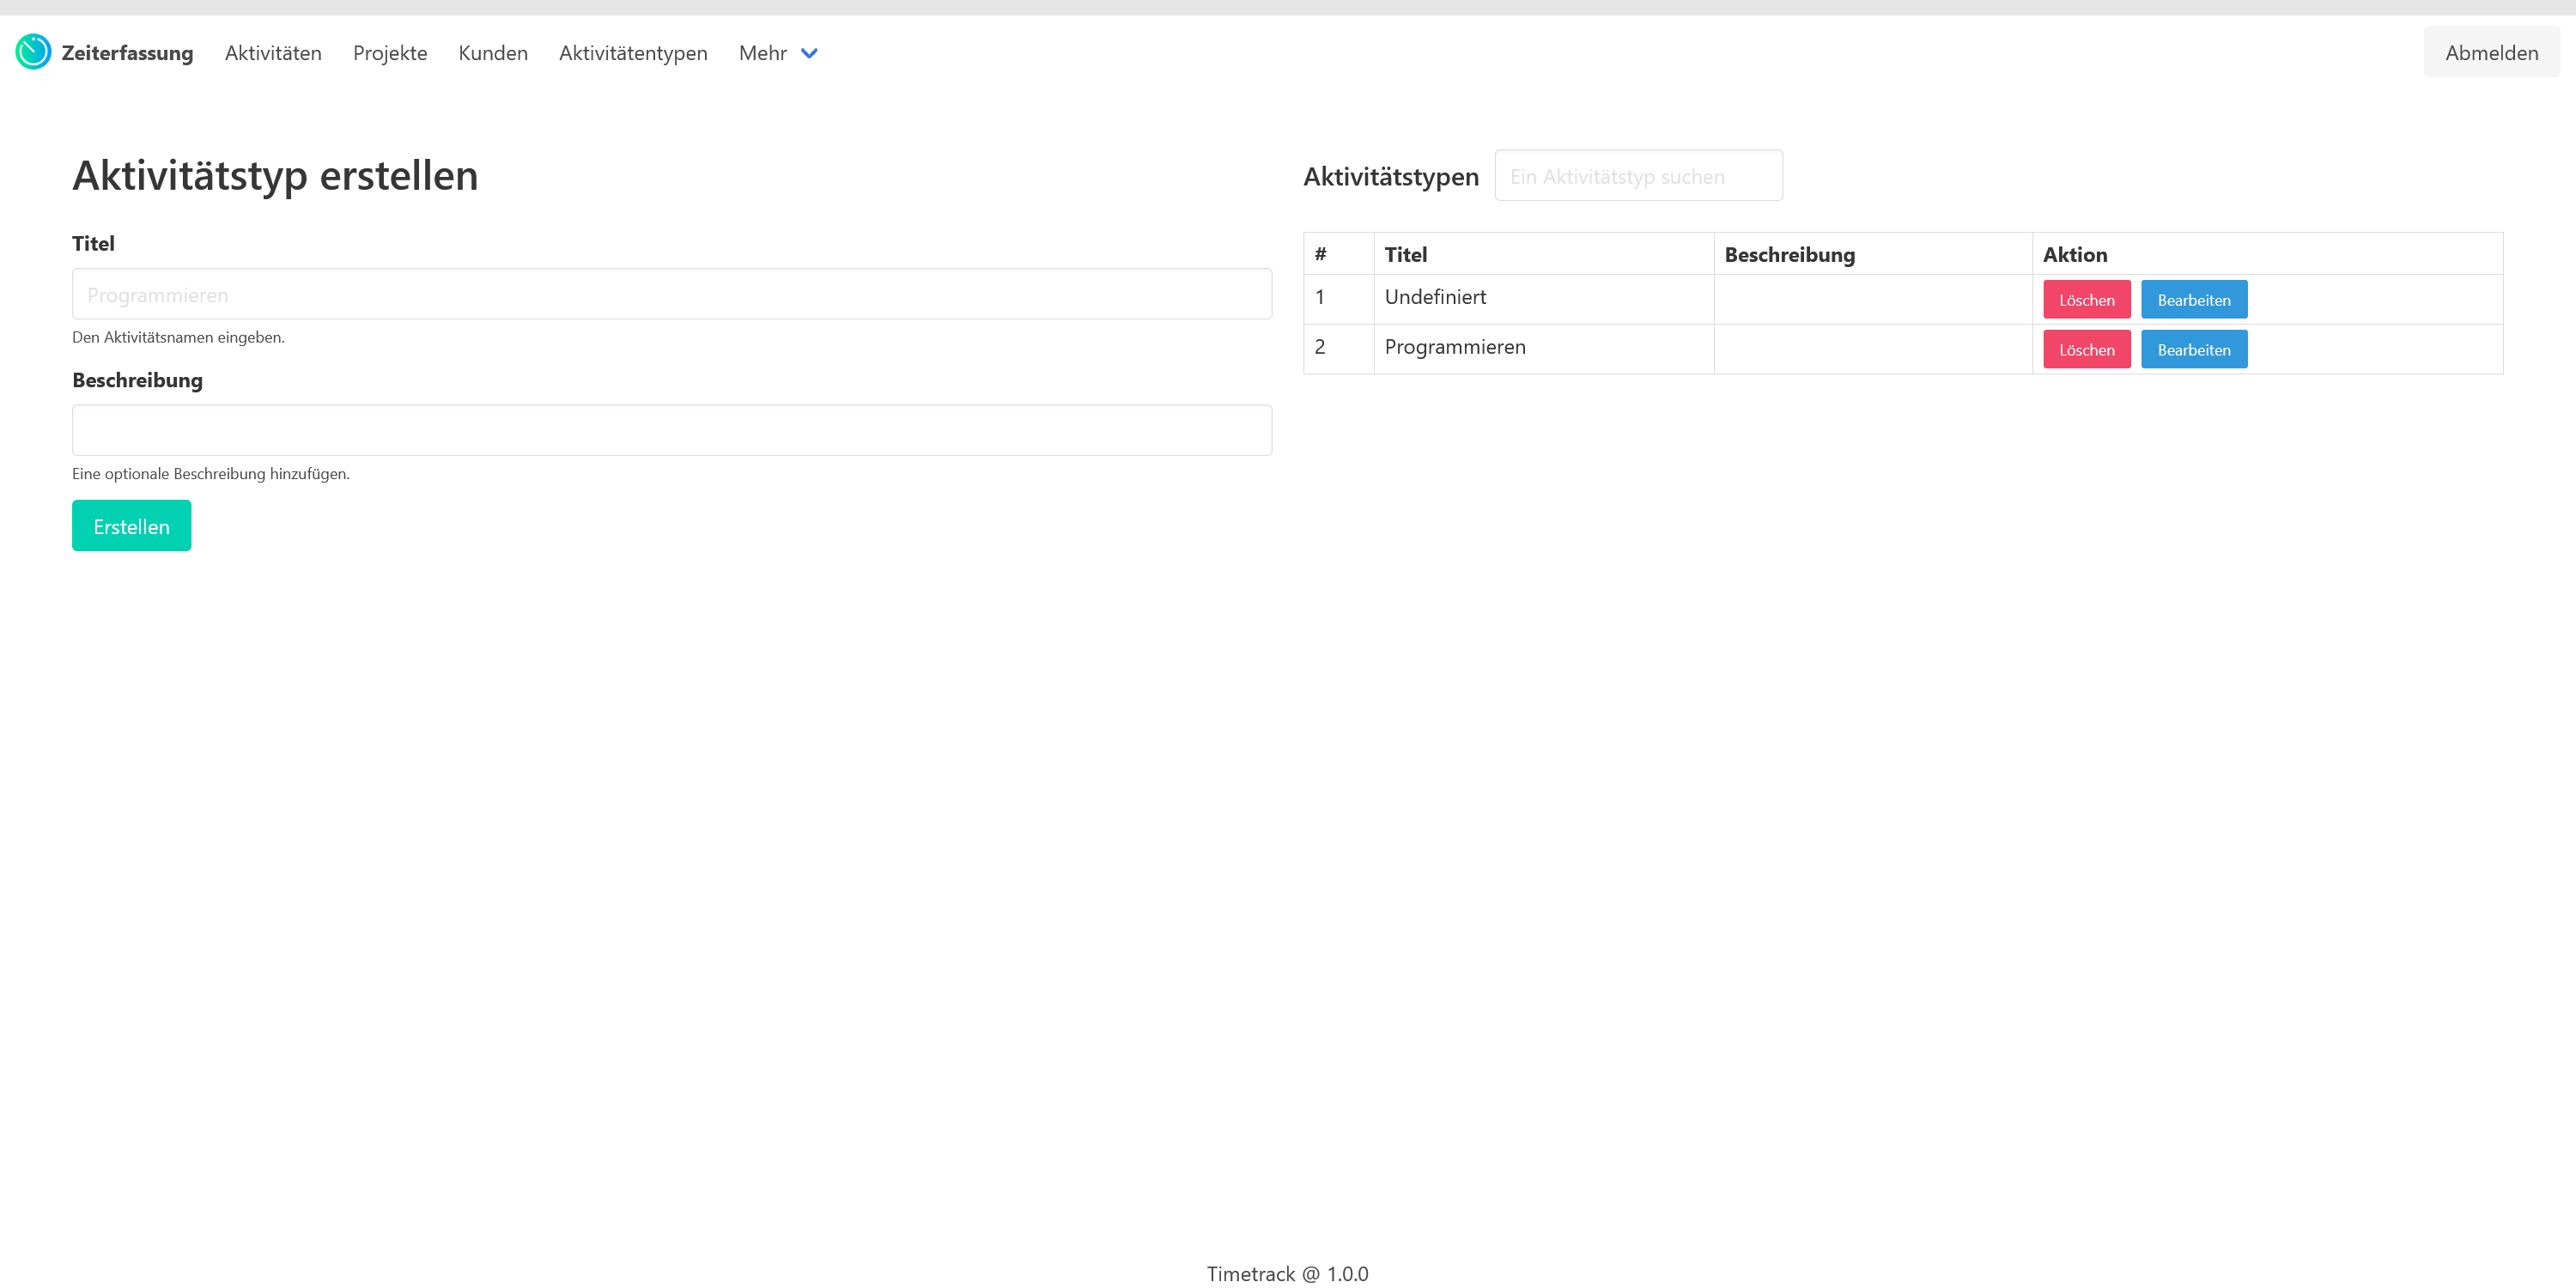 Zeiterfassung Aktivitäten Projekte Kunden Aktivitätentypen Mehr Abmelden
Aktivitätstyp erstellen
Titel
Programmieren
Den Aktivitätsnamen eingeben.
Beschreibung
Eine optionale Beschreibung hinzufügen.
Erstellen
Aktivitätstypen Ein Aktivitätstyp suchen
# Titel Beschreibung Aktion
1 Undefiniert Löschen Bearbeiten
2 Programmieren Löschen Bearbeiten
Timetrack @ 1.0.0